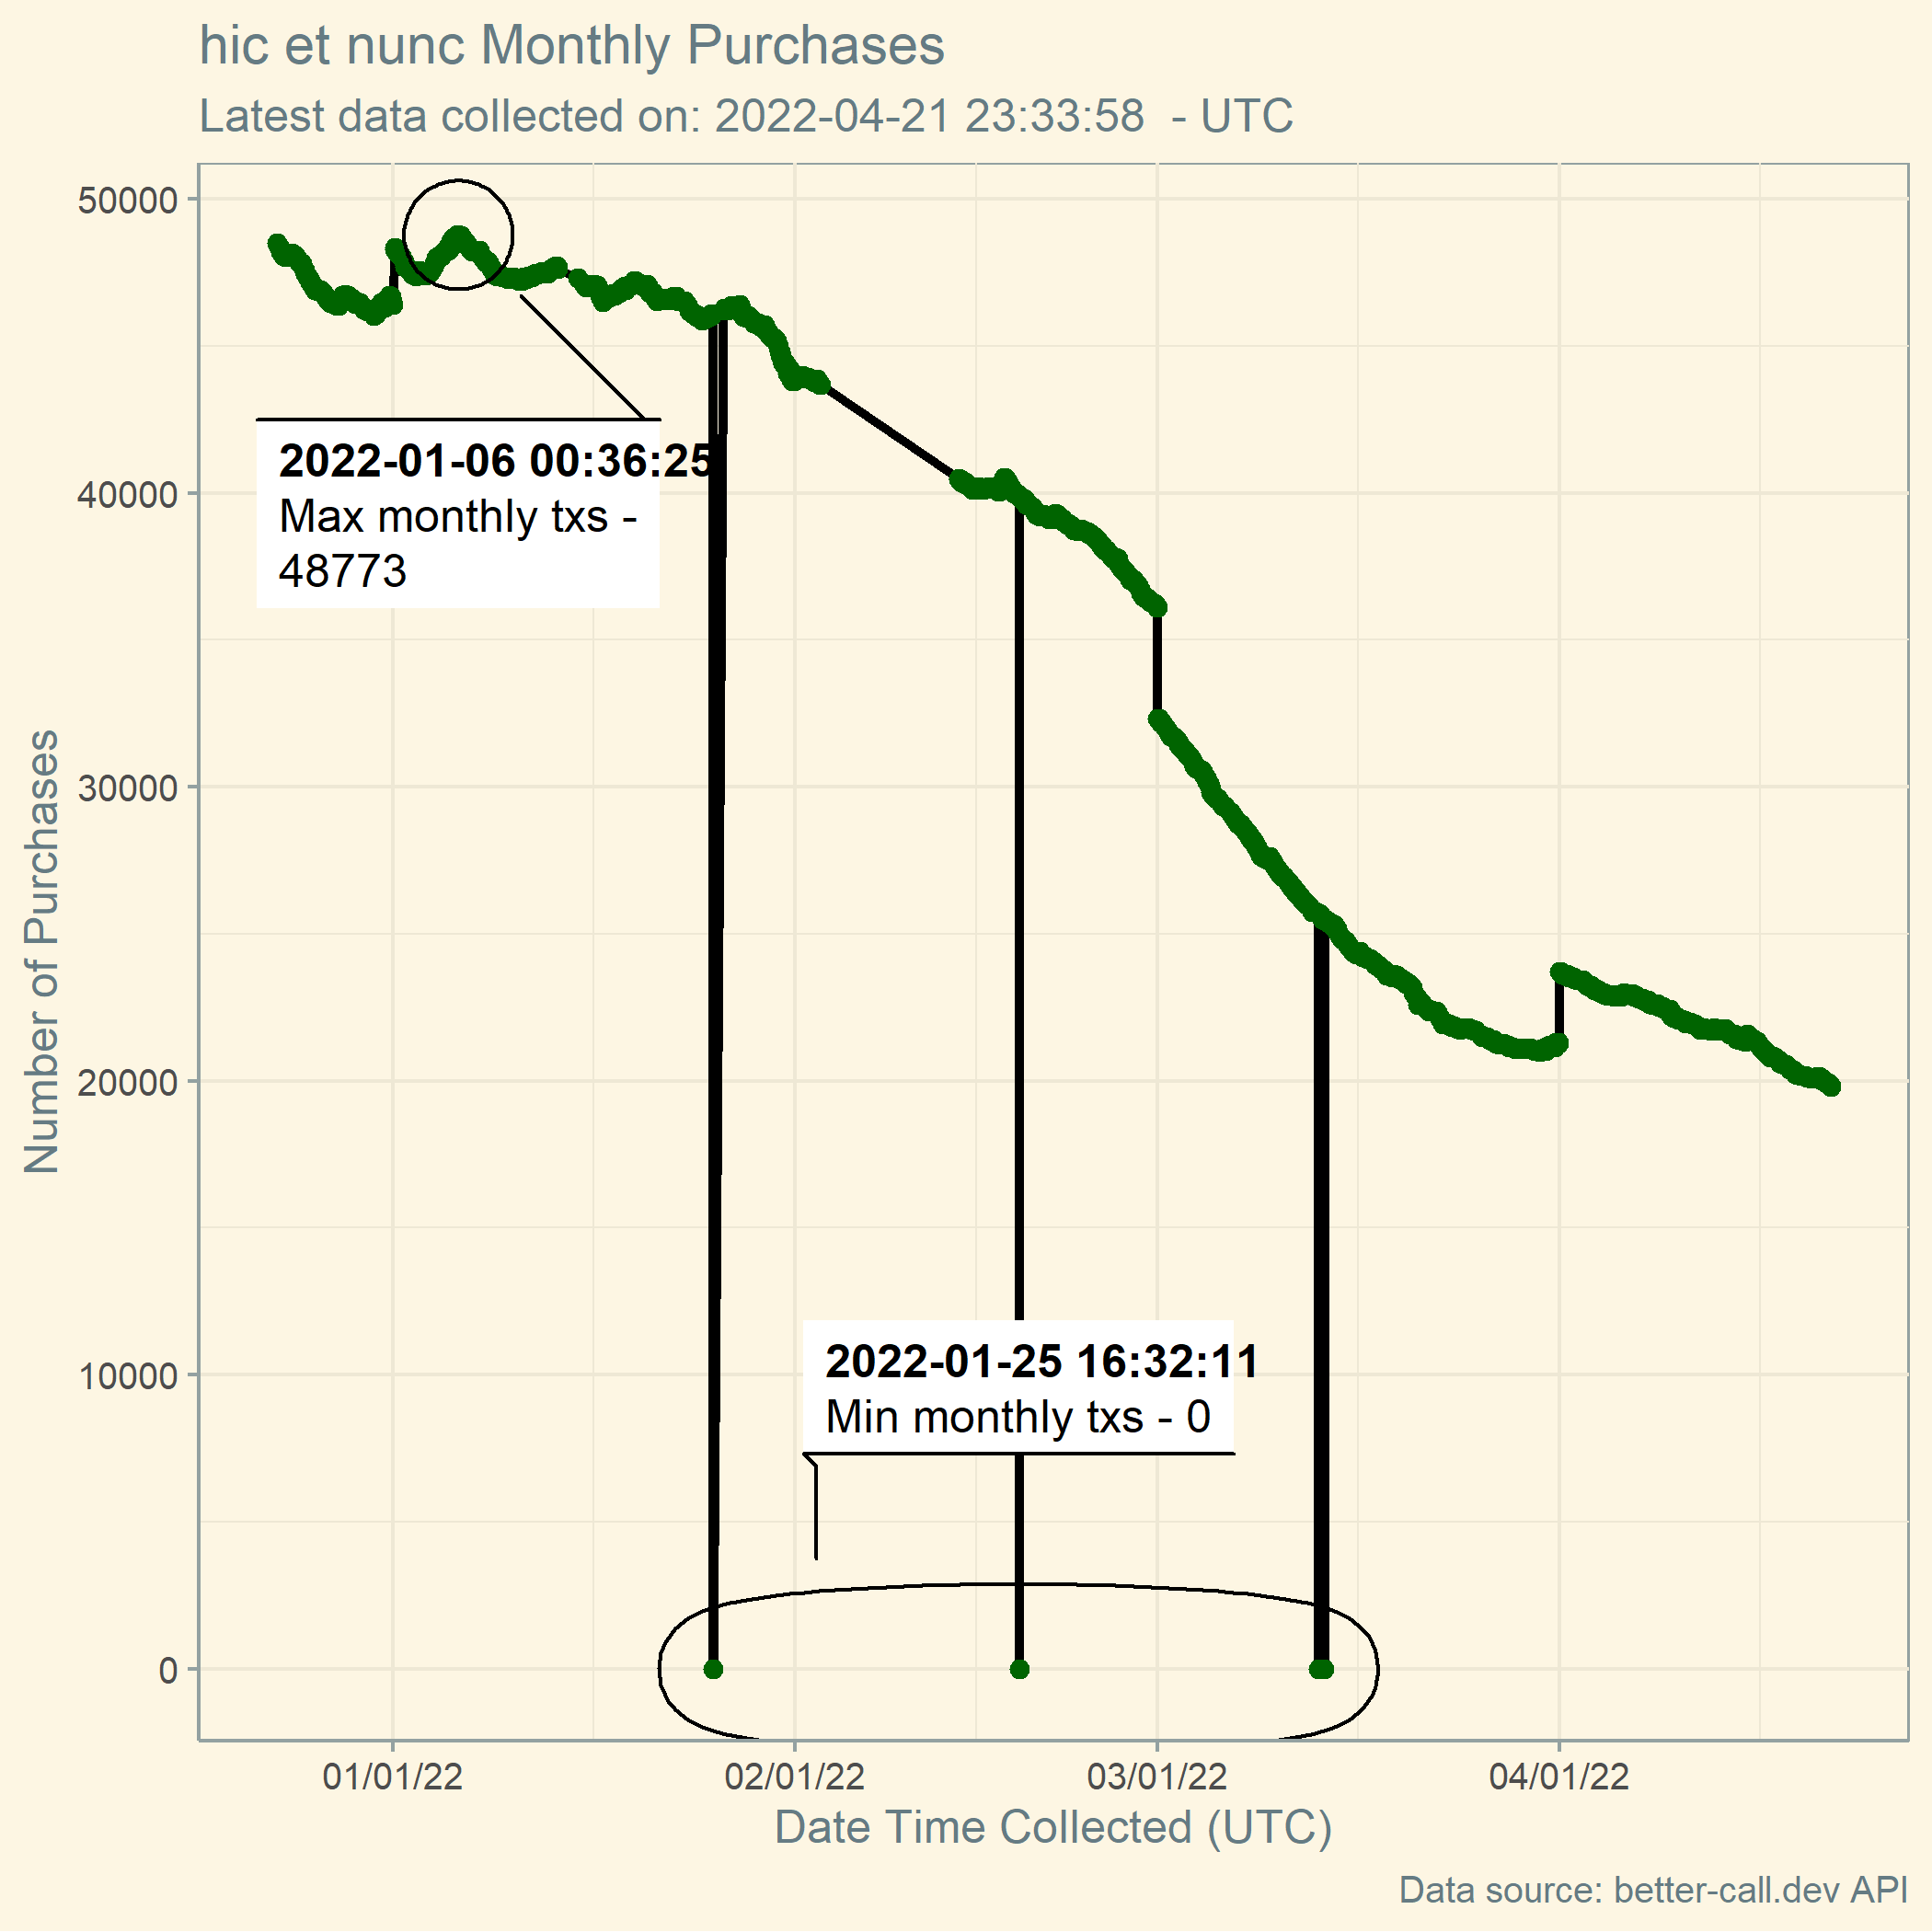 hic et nunc Monthly Purchases
Latest data collected on: 2022-04-21 23:33:58  - UTC
50000
40000
30000
20000
10000
0
Number of Purchases
2022-01-06 00:36:25
Max monthly txs -
48773
2022-01-25 16:32:11
Min monthly txs - 0
01/01/22
02/01/22
03/01/22
04/01/22
Date Time Collected (UTC)
Data source: better-call.dev API